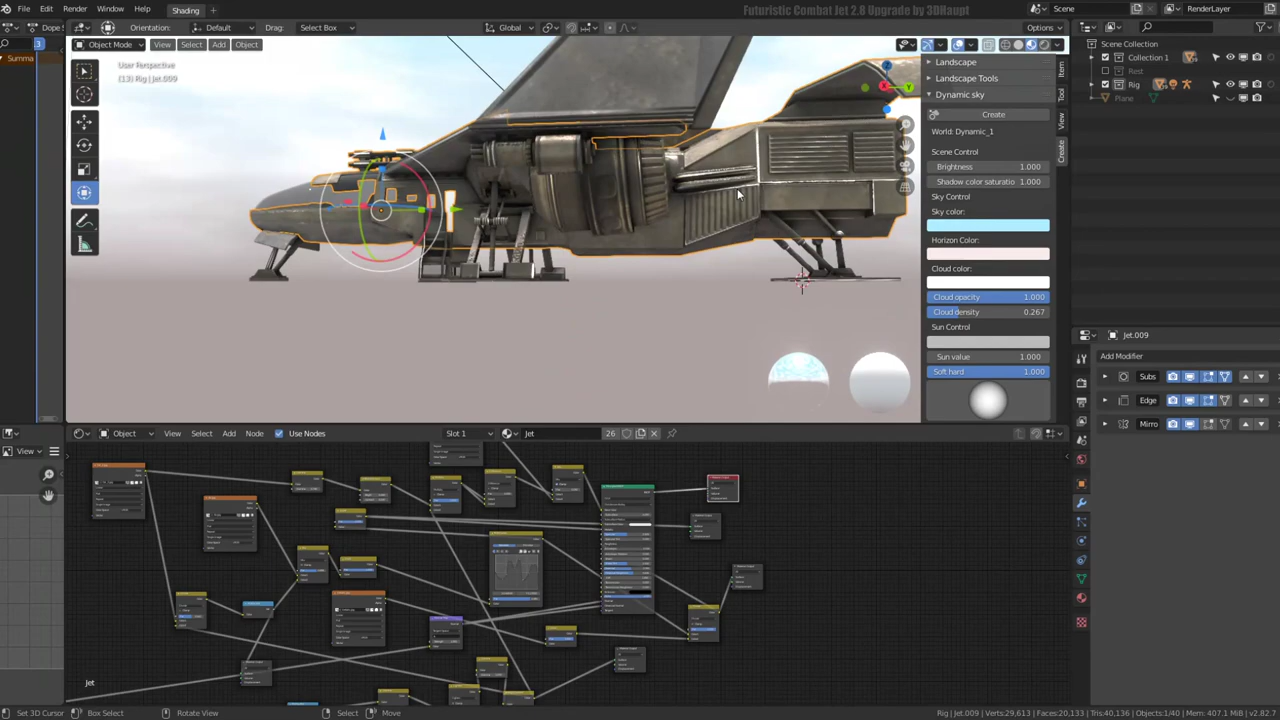 File Edit Render Window Help Shading + Futuristic Combat Jet 2.8 Upgrade by 3DHaupt Scene RenderLayer
Dope S Orientation: Default Drag: Select Box Global Options
3 Object Mode View Select Add Object
Summa
User Perspective
(13) Rig | Jet.009
Landscape
Landscape Tools
Dynamic sky
Create
World: Dynamic_1
Scene Control
Brightness 1.000
Shadow color saturatio 1.000
Sky Control
Sky color:
Horizon Color:
Cloud color:
Cloud opacity 1.000
Cloud density 0.267
Sun Control
Sun value 1.000
Soft hard 1.000
Item
Tool
View
Create
Scene Collection
Collection 1
Rest
Rig
Plane
Jet.009
Add Modifier
Subs
Edge
Mirro
View
Object View Select Add Node Use Nodes Slot 1 Jet 26
Jet
Set 3D Cursor Box Select Rotate View Select Move Rig | Jet.009 | Verts:29,613 | Faces:20,133 | Tris:40,136 | Objects:1/40 | Mem: 407.1 MiB | v2.82.7